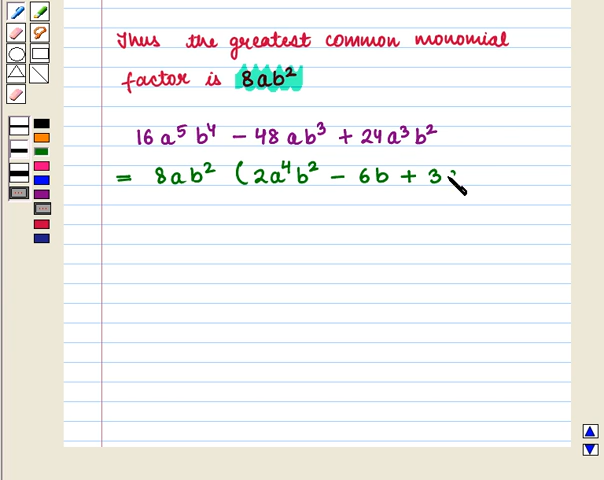 Thus the greatest common monomial
factor is 8ab²
16a⁵b⁴ − 48ab³ + 24a³b²
= 8ab² (2a⁴b² − 6b + 3